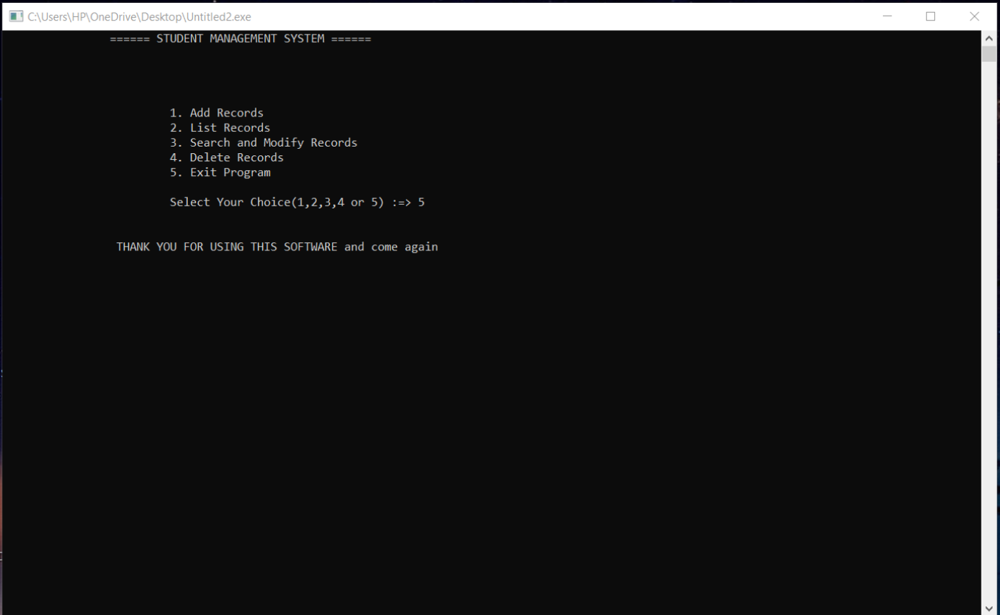 C:\Users\HP\OneDrive\Desktop\Untitled2.exe
====== STUDENT MANAGEMENT SYSTEM ======
1. Add Records
2. List Records
3. Search and Modify Records
4. Delete Records
5. Exit Program
Select Your Choice(1,2,3,4 or 5) :=> 5
THANK YOU FOR USING THIS SOFTWARE and come again